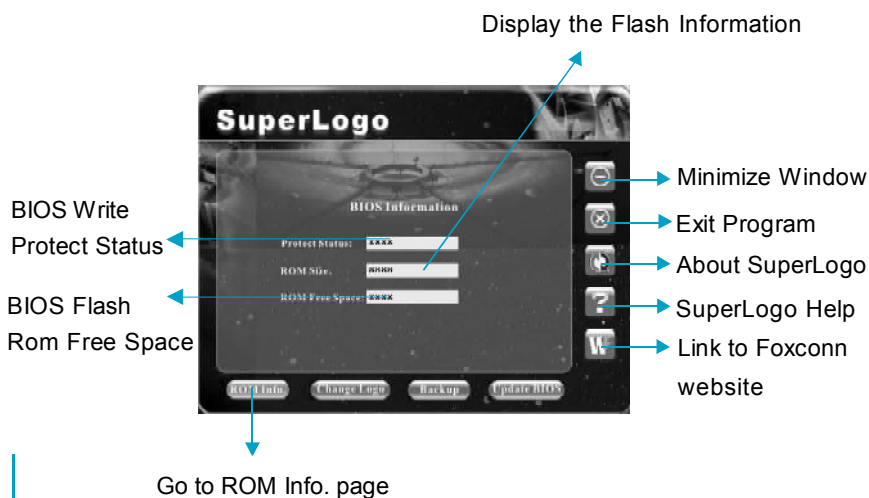 Display the Flash Information
SuperLogo
BIOS Information
Protect Status: XXXX
ROM Size. XXXX
ROM Free Space: XXXX
BIOS Write
Protect Status
BIOS Flash
Rom Free Space
Minimize Window
Exit Program
About SuperLogo
?
SuperLogo Help
W
Link to Foxconn
website
ROM Info.
Change Logo
Backup
Update BIOS
Go to ROM Info. page